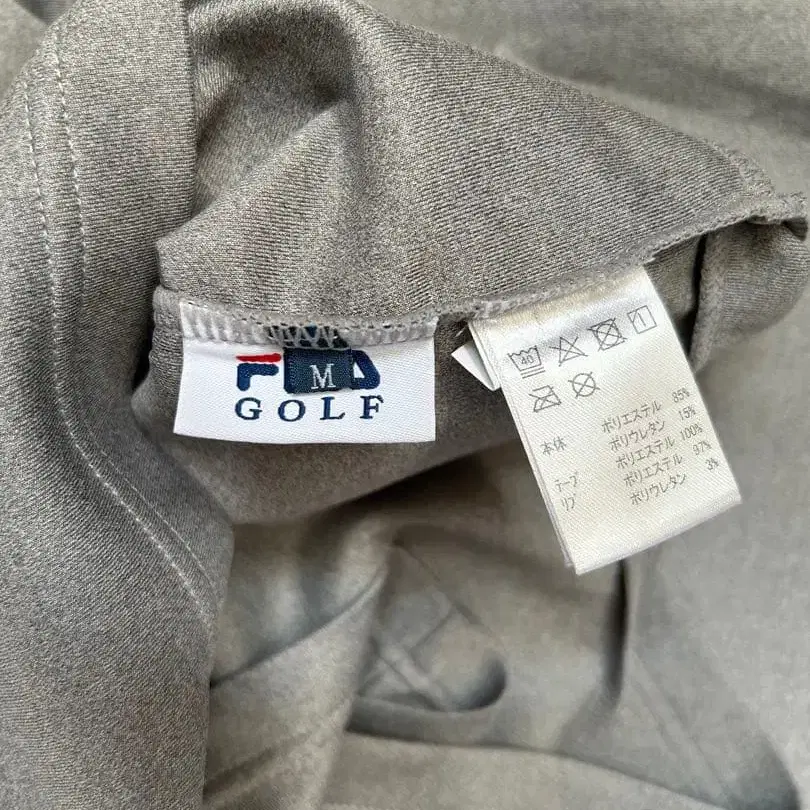 FILA
M
GOLF
40
本体 ポリエステル 85%
ポリウレタン 15%
テープ ポリエステル 100%
リブ ポリエステル 97%
ポリウレタン 3%